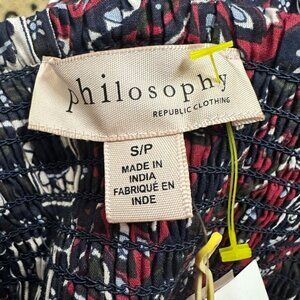 philosophy
REPUBLIC CLOTHING
S/P
MADE IN
INDIA
FABRIQUÉ EN
INDE